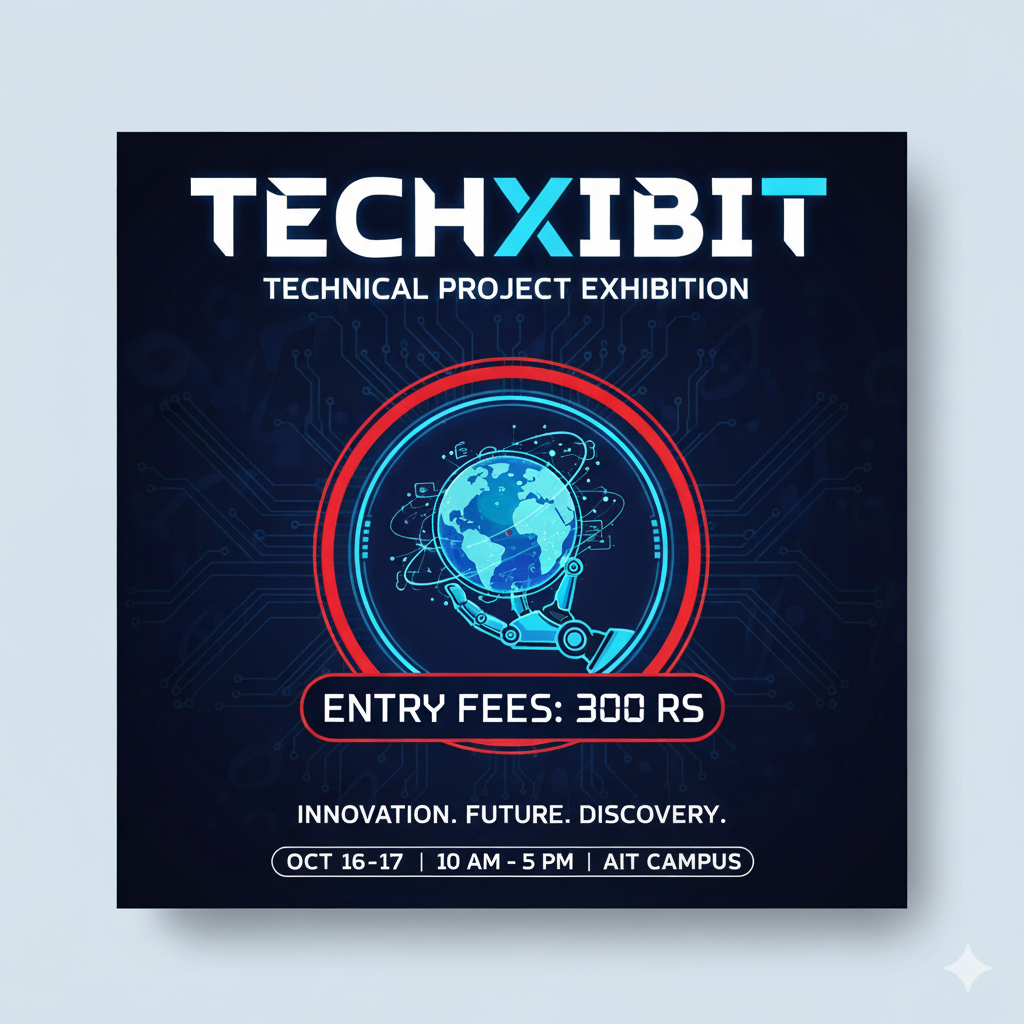 TECHXIBIT
TECHNICAL PROJECT EXHIBITION
ENTRY FEES: 300 RS
INNOVATION. FUTURE. DISCOVERY.
OCT 16-17 | 10 AM - 5 PM | AIT CAMPUS